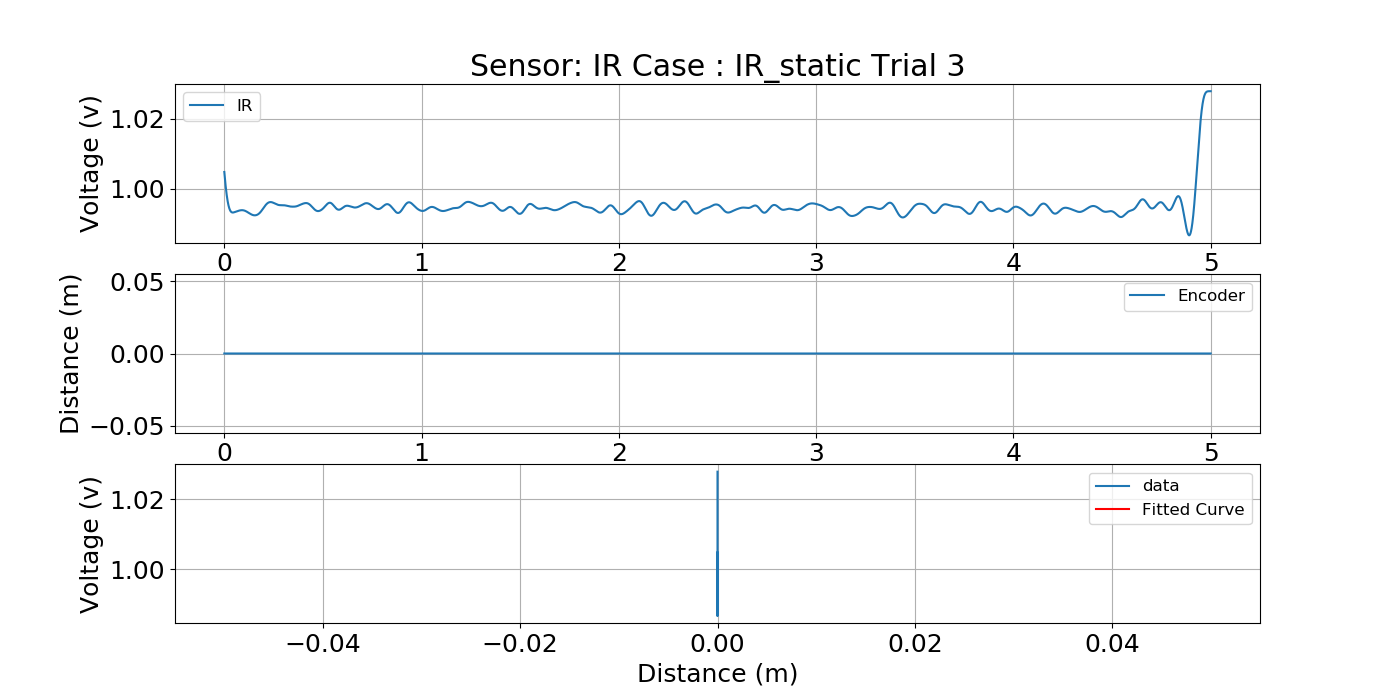 Sensor: IR Case : IR_static Trial 3
Voltage (v)
1.02
1.00
IR
0 1 2 3 4 5
Distance (m)
0.05
0.00
−0.05
Encoder
0 1 2 3 4 5
Voltage (v)
1.02
1.00
data
Fitted Curve
−0.04 −0.02 0.00 0.02 0.04
Distance (m)